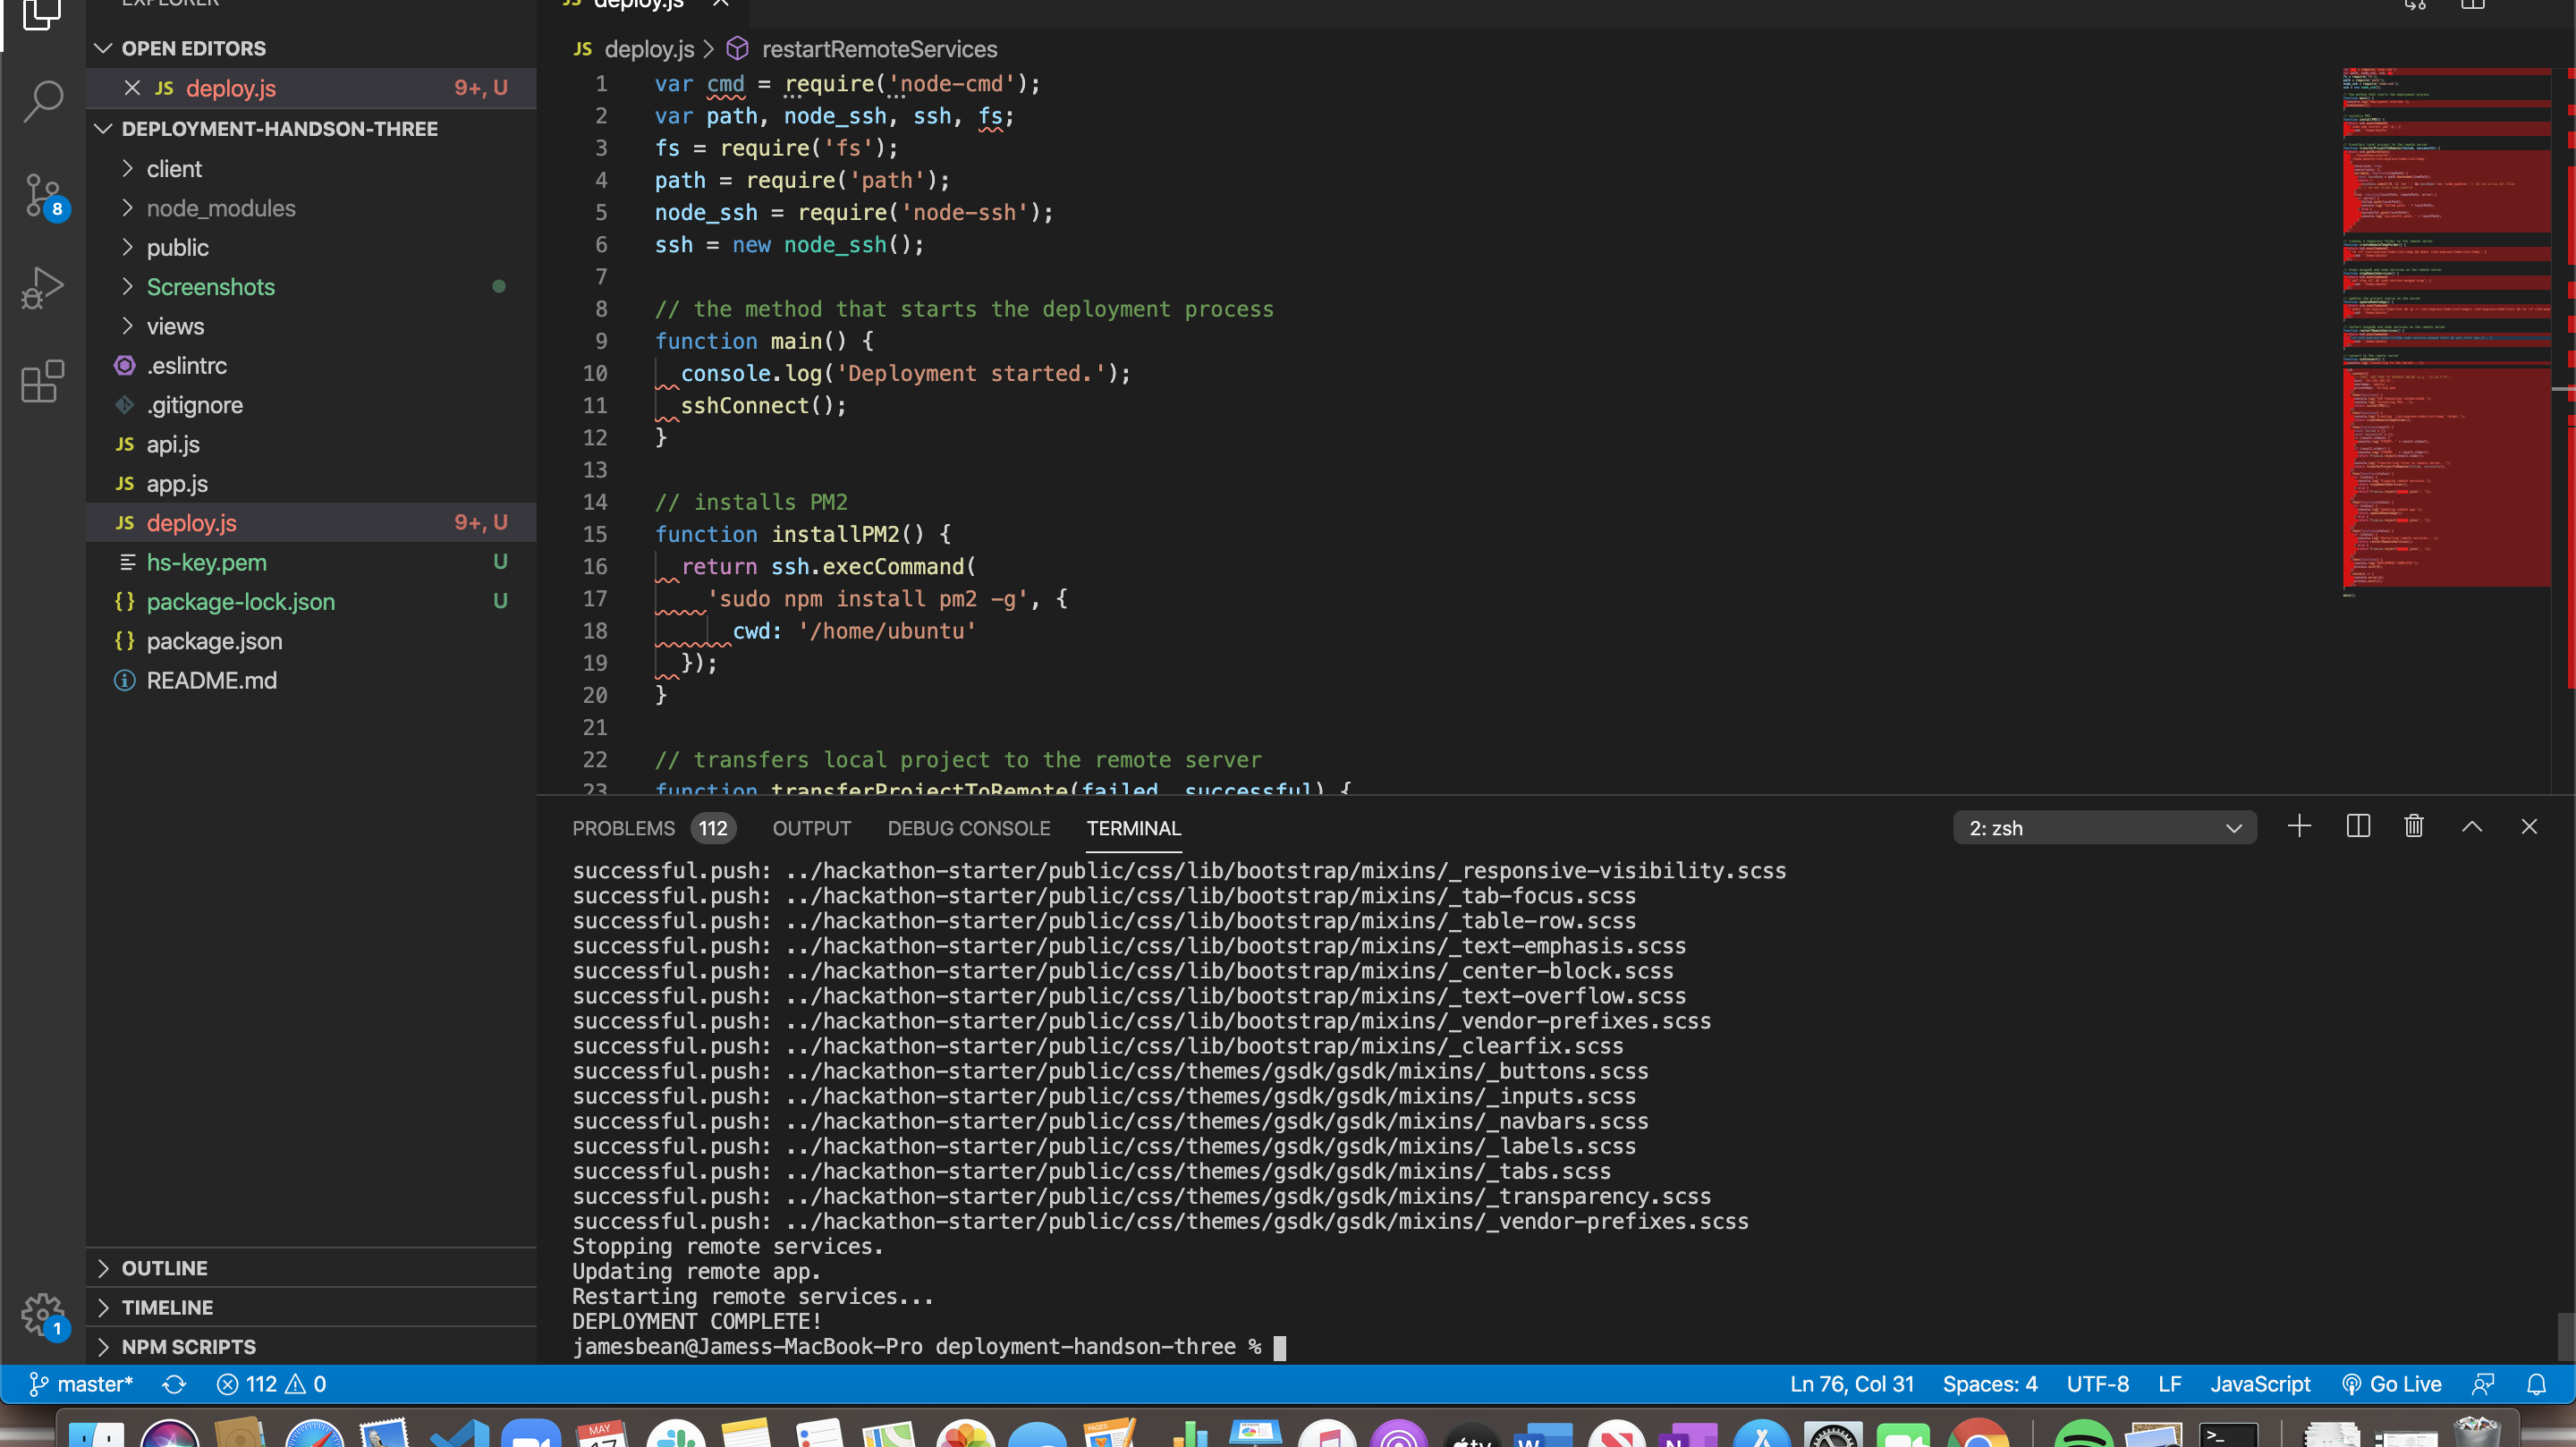 EXPLORER
OPEN EDITORS
JS deploy.js 9+, U
DEPLOYMENT-HANDSON-THREE
client
node_modules
public
Screenshots
views
.eslintrc
.gitignore
JS api.js
JS app.js
JS deploy.js 9+, U
hs-key.pem U
{} package-lock.json U
{} package.json
README.md
OUTLINE
TIMELINE
NPM SCRIPTS
8
1
JS deploy.js
JS deploy.js > restartRemoteServices
1 var cmd = require('node-cmd');
2 var path, node_ssh, ssh, fs;
3 fs = require('fs');
4 path = require('path');
5 node_ssh = require('node-ssh');
6 ssh = new node_ssh();
7
8 // the method that starts the deployment process
9 function main() {
10 console.log('Deployment started.');
11 sshConnect();
12 }
13
14 // installs PM2
15 function installPM2() {
16 return ssh.execCommand(
17 'sudo npm install pm2 -g', {
18 cwd: '/home/ubuntu'
19 });
20 }
21
22 // transfers local project to the remote server
23 function transferProjectToRemote(failed, successful) {
PROBLEMS 112 OUTPUT DEBUG CONSOLE TERMINAL 2: zsh
successful.push: ../hackathon-starter/public/css/lib/bootstrap/mixins/_responsive-visibility.scss
successful.push: ../hackathon-starter/public/css/lib/bootstrap/mixins/_tab-focus.scss
successful.push: ../hackathon-starter/public/css/lib/bootstrap/mixins/_table-row.scss
successful.push: ../hackathon-starter/public/css/lib/bootstrap/mixins/_text-emphasis.scss
successful.push: ../hackathon-starter/public/css/lib/bootstrap/mixins/_center-block.scss
successful.push: ../hackathon-starter/public/css/lib/bootstrap/mixins/_text-overflow.scss
successful.push: ../hackathon-starter/public/css/lib/bootstrap/mixins/_vendor-prefixes.scss
successful.push: ../hackathon-starter/public/css/lib/bootstrap/mixins/_clearfix.scss
successful.push: ../hackathon-starter/public/css/themes/gsdk/gsdk/mixins/_buttons.scss
successful.push: ../hackathon-starter/public/css/themes/gsdk/gsdk/mixins/_inputs.scss
successful.push: ../hackathon-starter/public/css/themes/gsdk/gsdk/mixins/_navbars.scss
successful.push: ../hackathon-starter/public/css/themes/gsdk/gsdk/mixins/_labels.scss
successful.push: ../hackathon-starter/public/css/themes/gsdk/gsdk/mixins/_tabs.scss
successful.push: ../hackathon-starter/public/css/themes/gsdk/gsdk/mixins/_transparency.scss
successful.push: ../hackathon-starter/public/css/themes/gsdk/gsdk/mixins/_vendor-prefixes.scss
Stopping remote services.
Updating remote app.
Restarting remote services...
DEPLOYMENT COMPLETE!
jamesbean@Jamess-MacBook-Pro deployment-handson-three %
master* 112 0 Ln 76, Col 31 Spaces: 4 UTF-8 LF JavaScript Go Live
MAY
PAGES
tv
W
N
>_